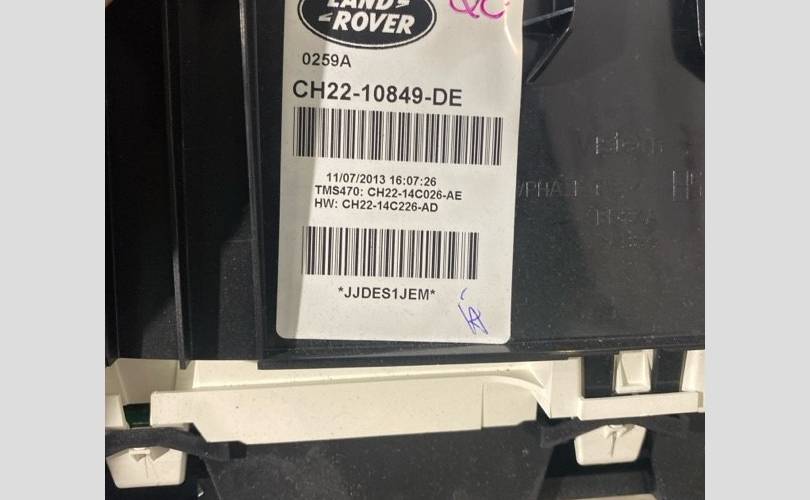 LAND
ROVER
QC
0259A
CH22-10849-DE
11/07/2013 16:07:26
TMS470: CH22-14C026-AE
HW: CH22-14C226-AD
*JJDES1JEM*